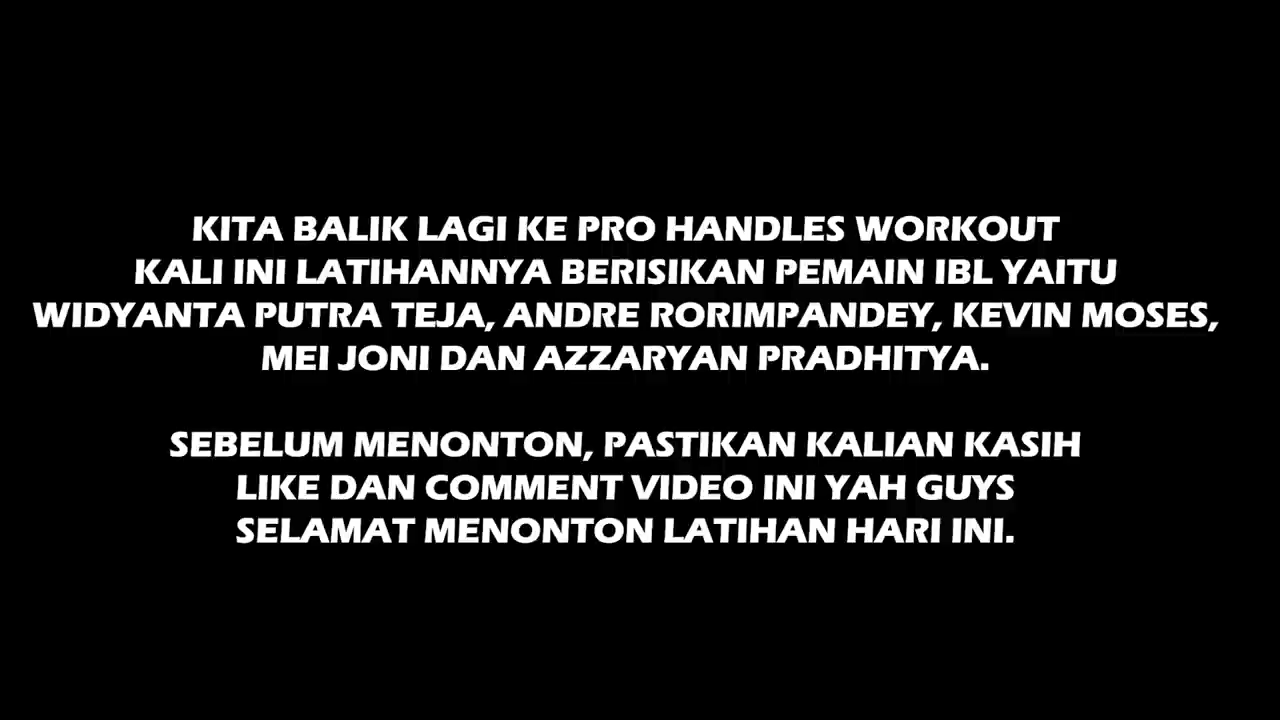 KITA BALIK LAGI KE PRO HANDLES WORKOUT
KALI INI LATIHANNYA BERISIKAN PEMAIN IBL YAITU
WIDYANTA PUTRA TEJA, ANDRE RORIMPANDEY, KEVIN MOSES,
MEI JONI DAN AZZARYAN PRADHITYA.
SEBELUM MENONTON, PASTIKAN KALIAN KASIH
LIKE DAN COMMENT VIDEO INI YAH GUYS
SELAMAT MENONTON LATIHAN HARI INI.